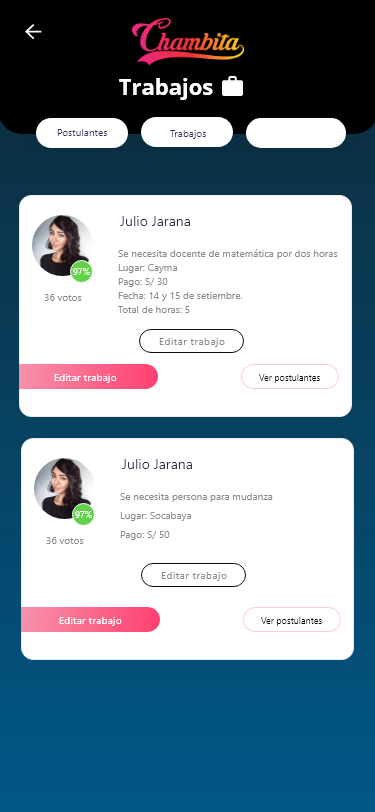 Chambita
Trabajos
Postulantes
Trabajos
Julio Jarana
97%
36 votos
Se necesita docente de matemática por dos horas
Lugar: Cayma
Pago: S/ 30
Fecha: 14 y 15 de setiembre.
Total de horas: 5
Editar trabajo
Editar trabajo
Ver postulantes
Julio Jarana
97%
36 votos
Se necesita persona para mudanza
Lugar: Socabaya
Pago: S/ 50
Editar trabajo
Editar trabajo
Ver postulantes